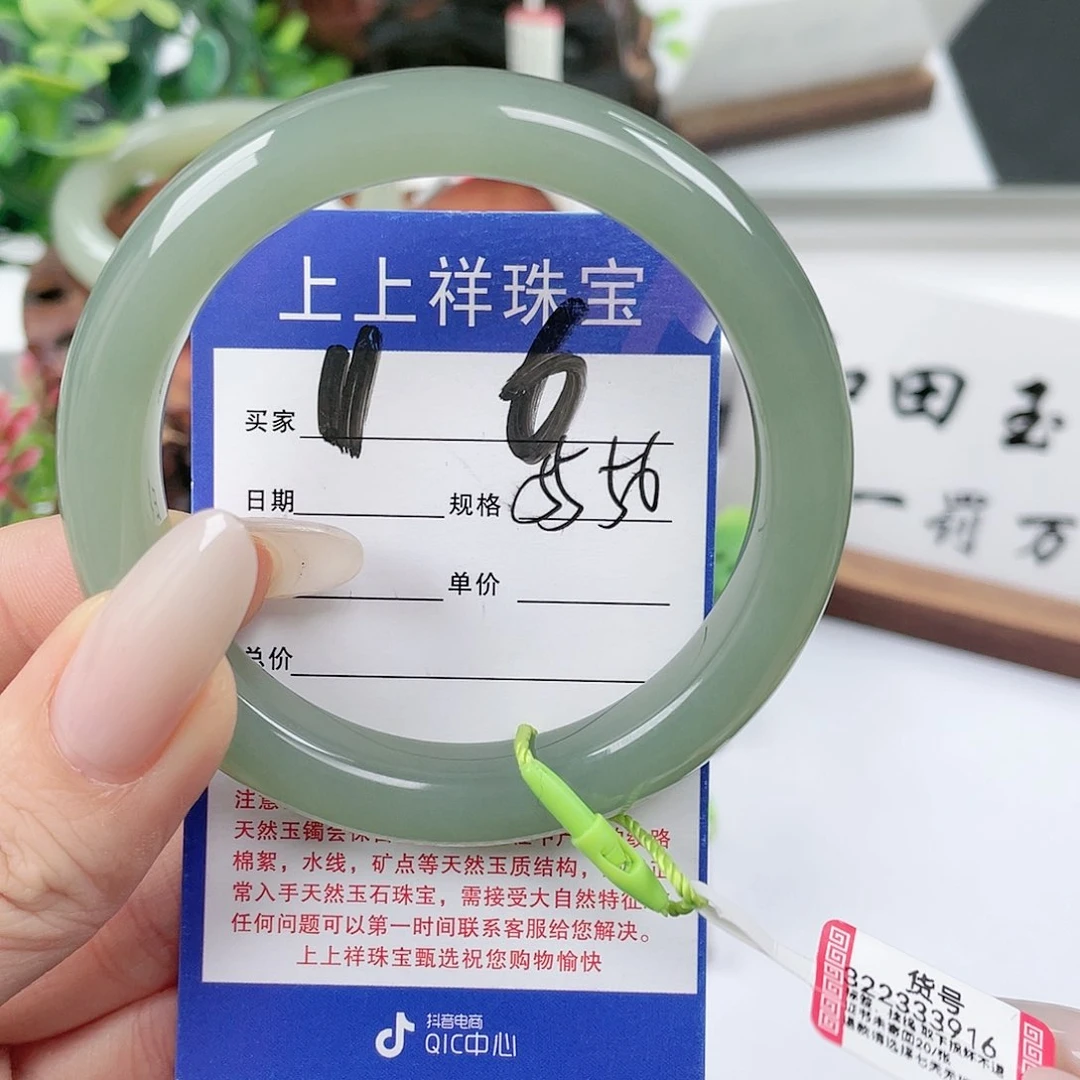 上上祥珠宝
买家 11 6
日期 规格 56
单价
总价
注意
天然玉镯会
棉絮，水线，矿点等天然玉质结构，
常入手天然玉石珠宝，需接受大自然特征
任何问题可以第一时间联系客服给您解决。
上上祥珠宝甄选祝您购物愉快
抖音电商
QIC中心
田玉
一罚万
货号
322333916